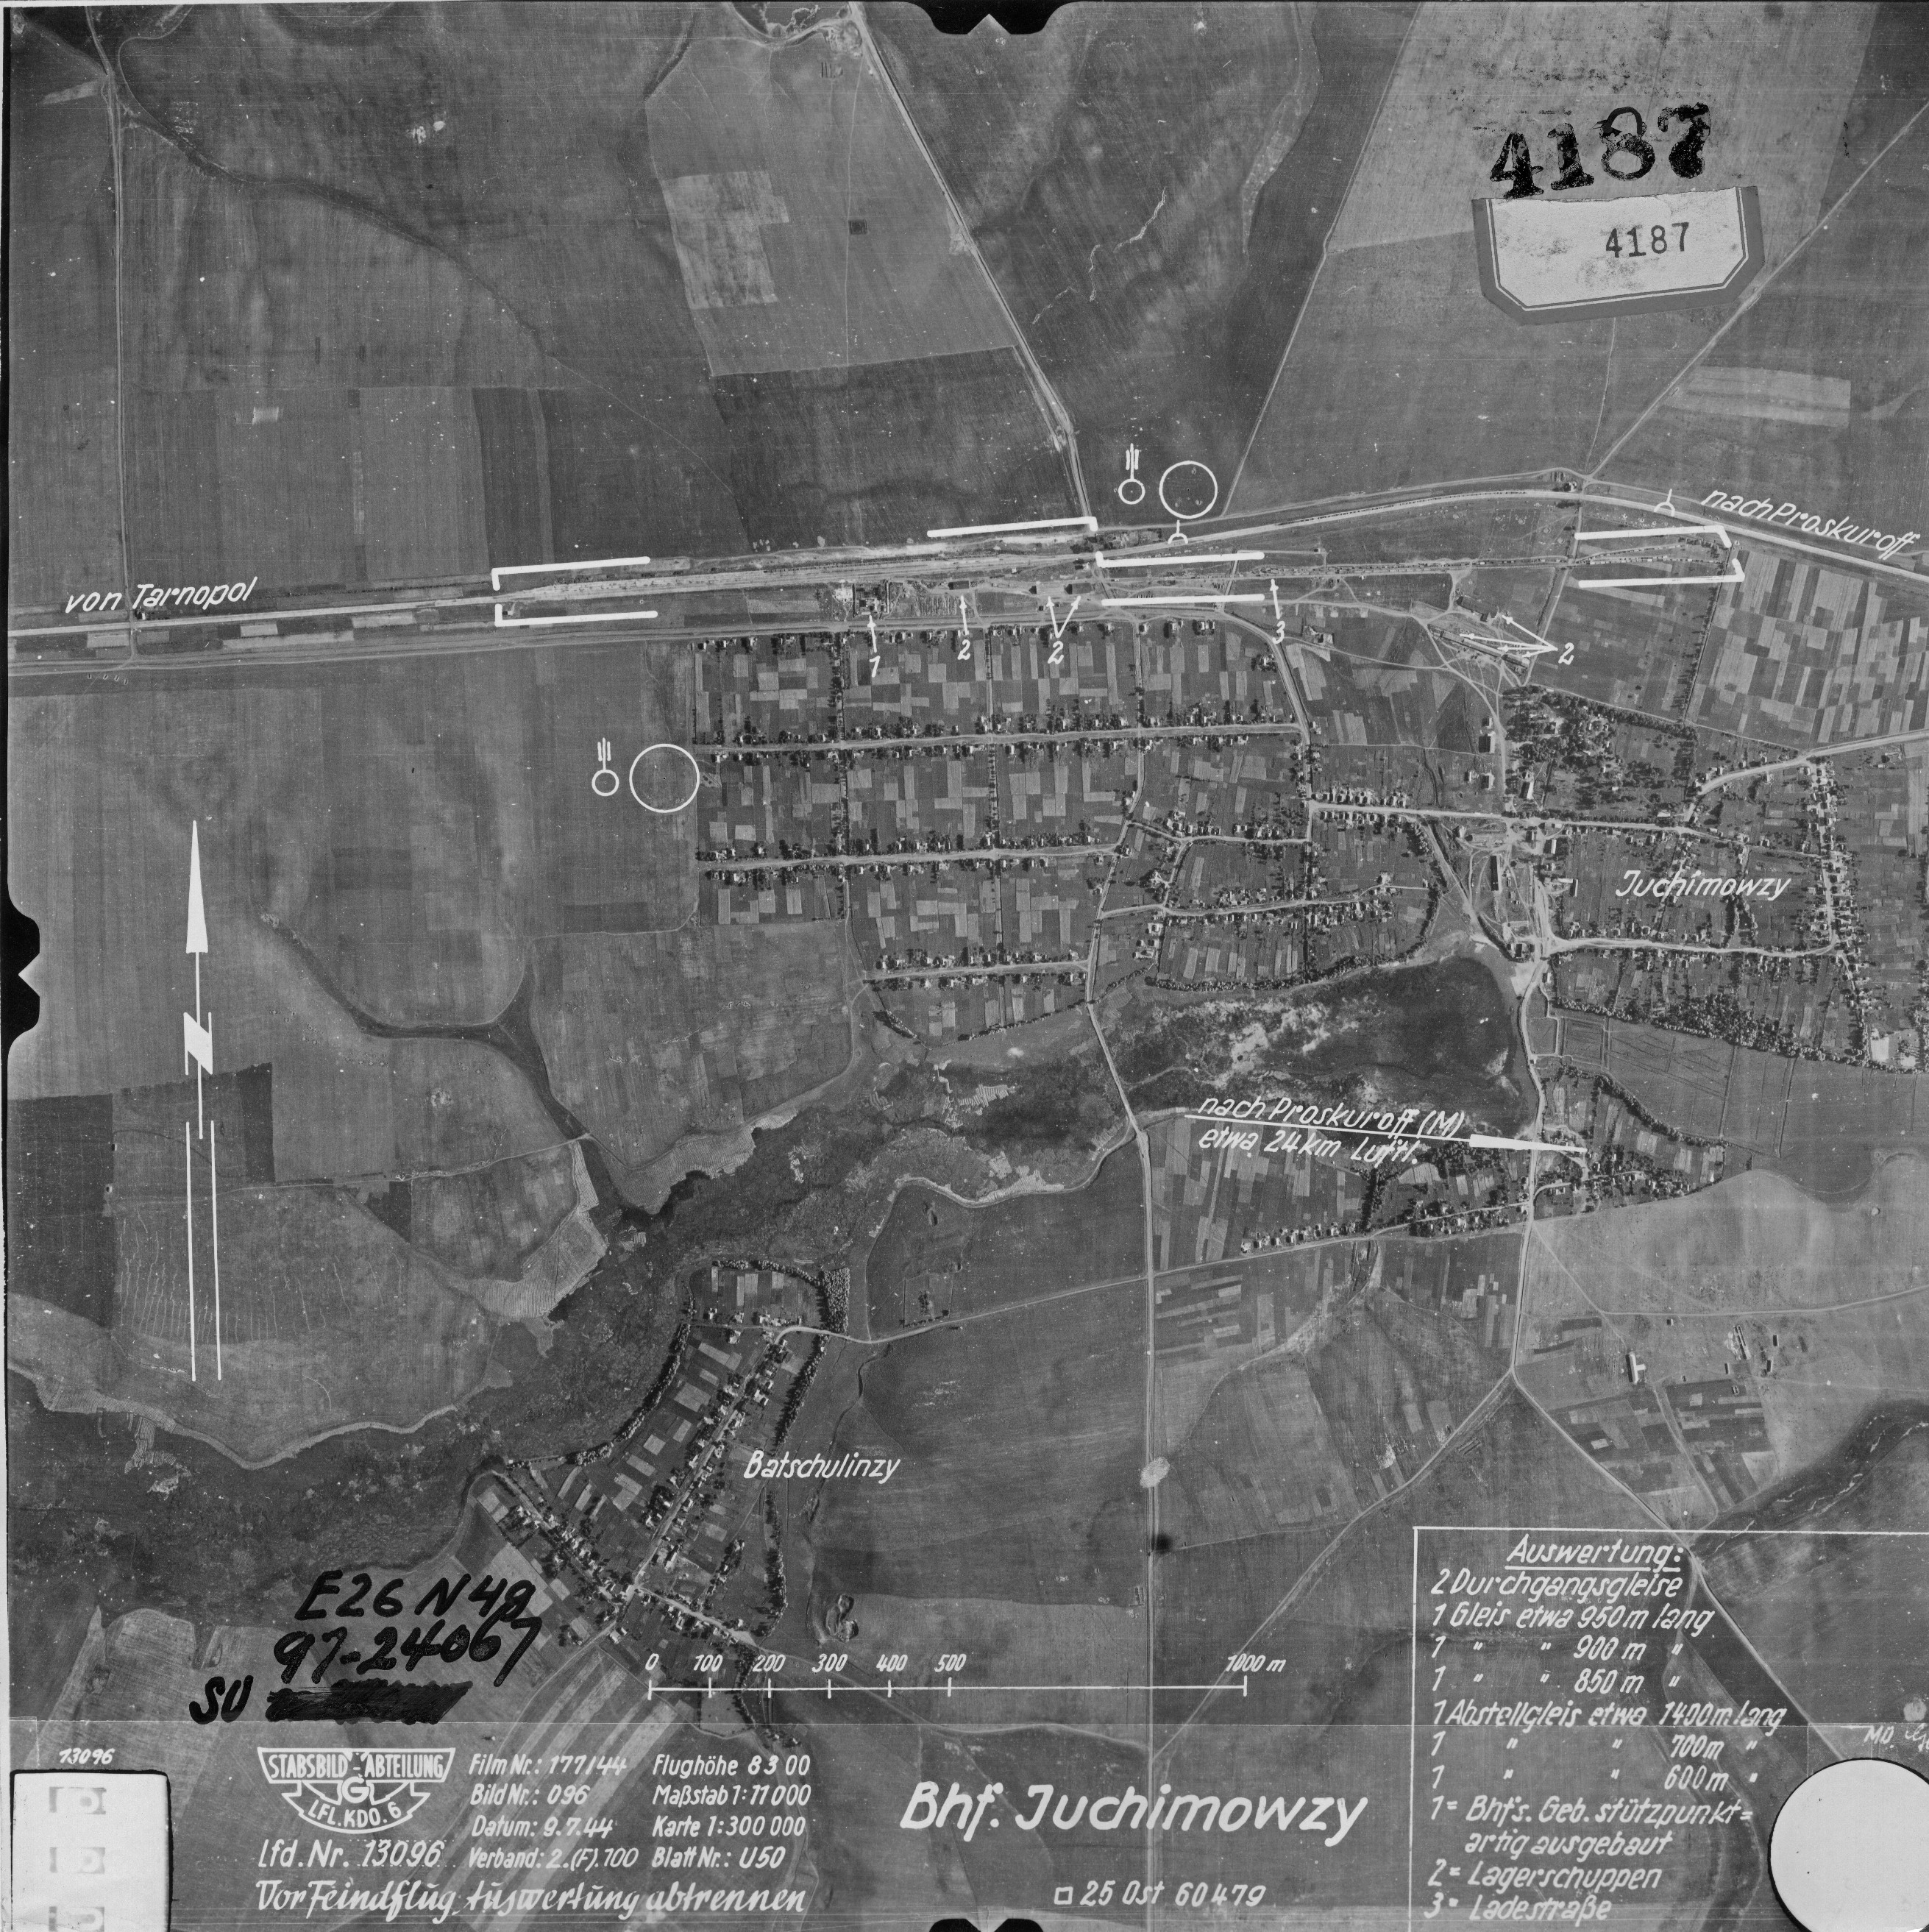 4187
4187
nach Proskuroff
von Tarnopol
1
2
2
3
2
Juchimowzy
N
nach Proskuroff (M)
etwa 24 km Luftl.
Batschulinzy
E26 N49
97-24067
SU
0 100 200 300 400 500 1000 m
Auswertung:
2 Durchgangsgleise
1 Gleis etwa 950 m lang
1 " " 900 m "
1 " " 850 m "
1 Abstellgleis etwa 1400 m lang
1 " " 700 m "
1 " " 600 m "
1 = Bhfs. Geb. stützpunkt=
artig ausgebaut
2 = Lagerschuppen
3 = Ladestraße
13096
STABSBILD-ABTEILUNG
G
LFL. KDO. 6
Lfd. Nr. 13096
Film Nr.: 177/44
Bild Nr.: 096
Datum: 9.7.44
Verband: 2.(F).100
Flughöhe 8300
Maßstab 1:11 000
Karte 1:300 000
Blatt Nr.: U50
Vor Feindflug Auswertung abtrennen
Bhf. Juchimowzy
□ 25 Ost 60 479